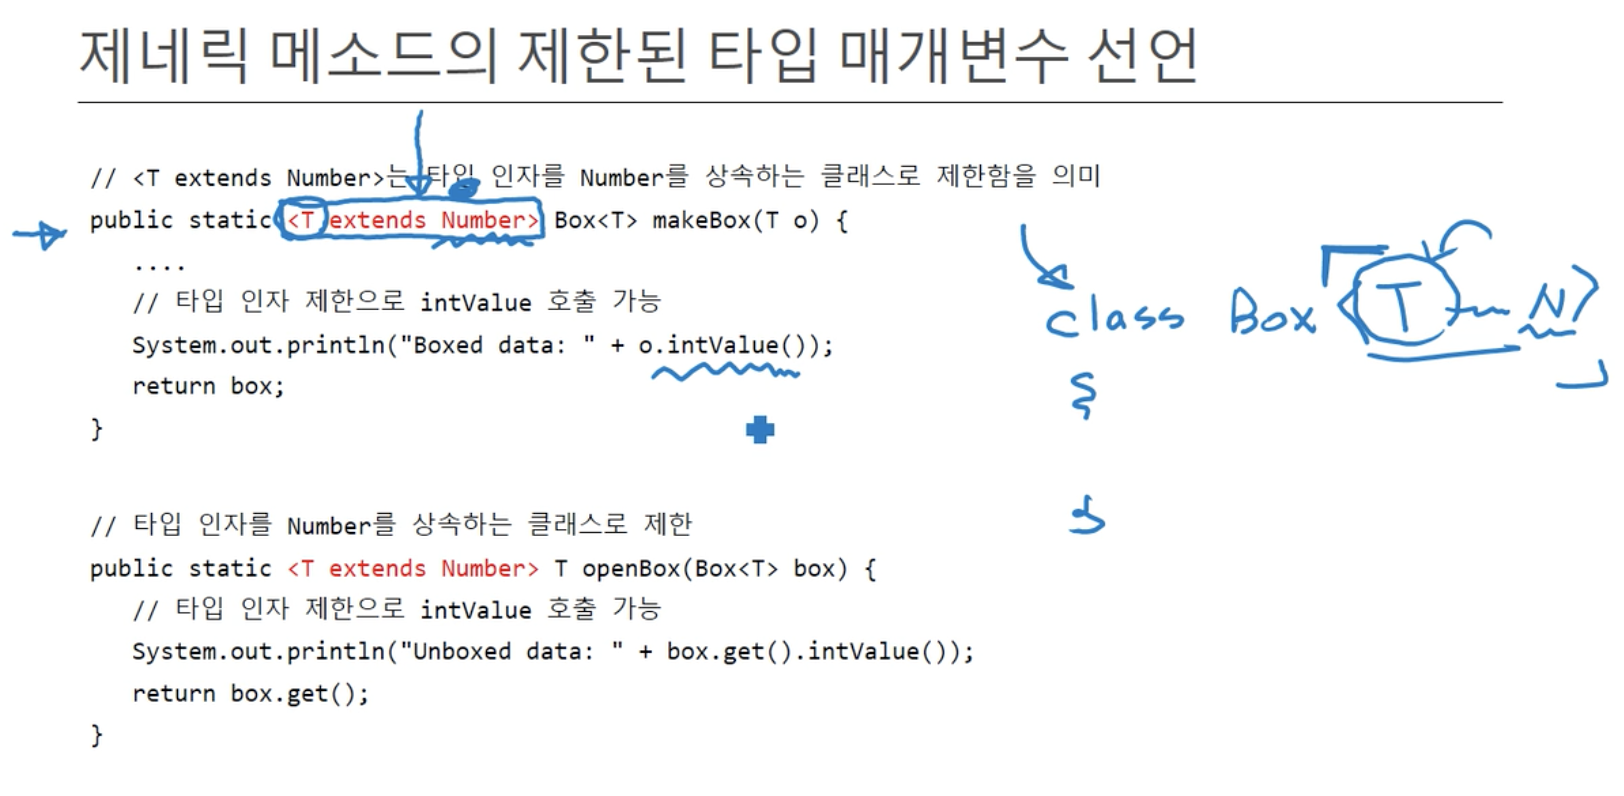 제네릭 메소드의 제한된 타입 매개변수 선언
// <T extends Number>는 타입 인자를 Number를 상속하는 클래스로 제한함을 의미
public static <T extends Number> Box<T> makeBox(T o) {
....
// 타입 인자 제한으로 intValue 호출 가능
System.out.println("Boxed data: " + o.intValue());
return box;
}
// 타입 인자를 Number를 상속하는 클래스로 제한
public static <T extends Number> T openBox(Box<T> box) {
// 타입 인자 제한으로 intValue 호출 가능
System.out.println("Unboxed data: " + box.get().intValue());
return box.get();
}
class Box <T N>
{
}